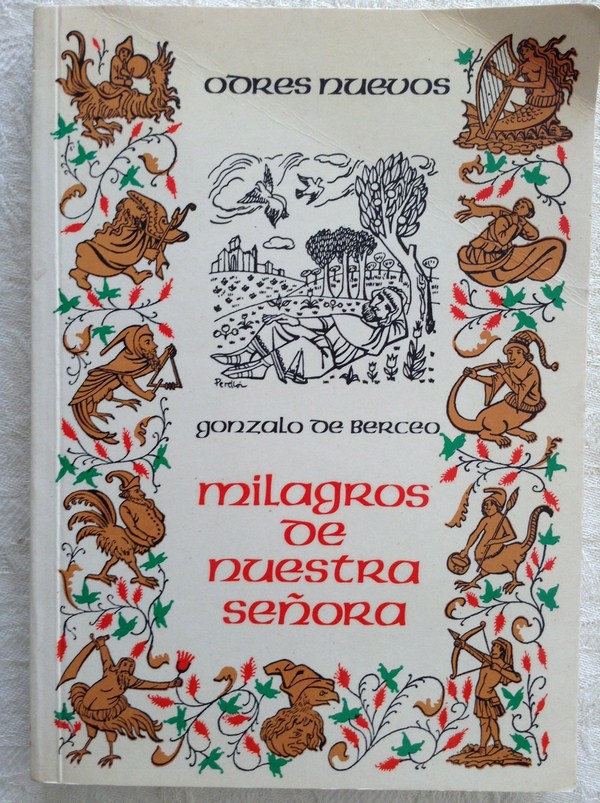 ODRES NUEVOS
Perellón
GONZALO DE BERCEO
MILAGROS
DE
NUESTRA
SEÑORA